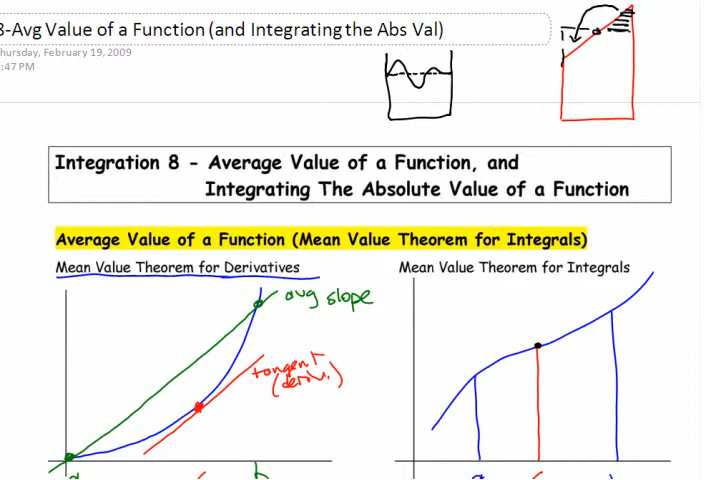 8-Avg Value of a Function (and Integrating the Abs Val)
hursday, February 19, 2009
:47 PM
Integration 8 - Average Value of a Function, and
Integrating The Absolute Value of a Function
Average Value of a Function (Mean Value Theorem for Integrals)
Mean Value Theorem for Derivatives
Mean Value Theorem for Integrals
avg slope
tangent
(deriv.)